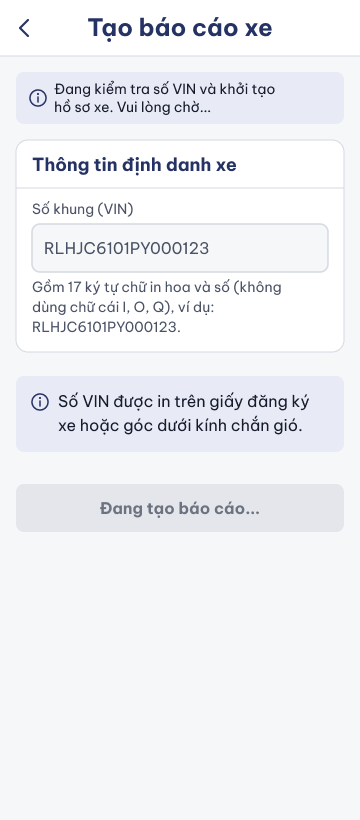 Tạo báo cáo xe
Đang kiểm tra số VIN và khởi tạo
hồ sơ xe. Vui lòng chờ...
Thông tin định danh xe
Số khung (VIN)
RLHJC6101PY000123
Gồm 17 ký tự chữ in hoa và số (không
dùng chữ cái I, O, Q), ví dụ:
RLHJC6101PY000123.
Số VIN được in trên giấy đăng ký
xe hoặc góc dưới kính chắn gió.
Đang tạo báo cáo...